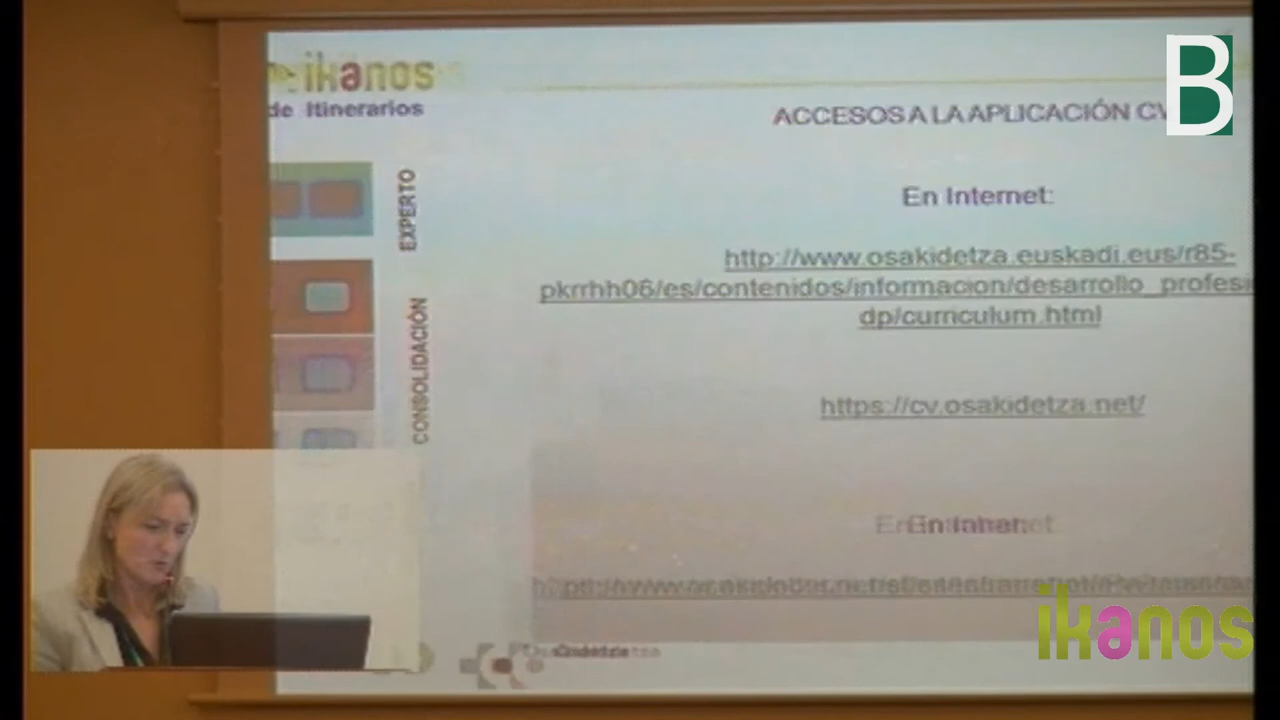 ikanos
de Itinerarios
ACCESOS A LA APLICACIÓN CV
B
EXPERTO
En Internet:
http://www.osakidetza.euskadi.eus/r85-
pkrrhh06/es/contenidos/informacion/desarrollo_profesi
dp/curriculum.html
CONSOLIDACIÓN
https://cv.osakidetza.net/
ikanos